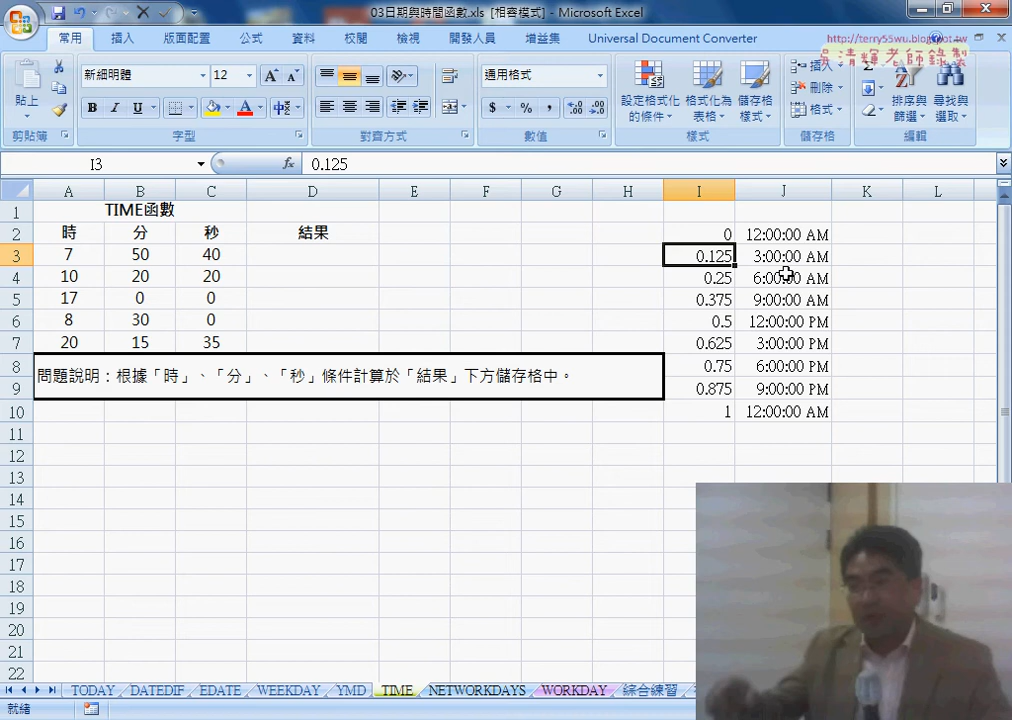 03日期與時間函數.xls [相容模式] - Microsoft Excel
常用 插入 版面配置 公式 資料 校閱 檢視 開發人員 增益集 Universal Document Converter
http://terry55wu.blogspot.tw
吳清輝老師錄製
貼上
新細明體 12
B I U
通用格式
$ % ,
設定格式化的條件
格式化為表格
儲存格樣式
插入
刪除
格式
Σ
排序與篩選
尋找與選取
剪貼簿 字型 對齊方式 數值 樣式 儲存格 編輯
I3 fx 0.125
A B C D E F G H I J K L
1 TIME函數
2 時 分 秒 結果 0 12:00:00 AM
3 7 50 40 0.125 3:00:00 AM
4 10 20 20 0.25 6:00:00 AM
5 17 0 0 0.375 9:00:00 AM
6 8 30 0 0.5 12:00:00 PM
7 20 15 35 0.625 3:00:00 PM
8 問題說明：根據「時」、「分」、「秒」條件計算於「結果」下方儲存格中。 0.75 6:00:00 PM
9 0.875 9:00:00 PM
10 1 12:00:00 AM
11
12
13
14
15
16
17
18
19
20
21
22
TODAY DATEDIF EDATE WEEKDAY YMD TIME NETWORKDAYS WORKDAY 綜合練習
就緒